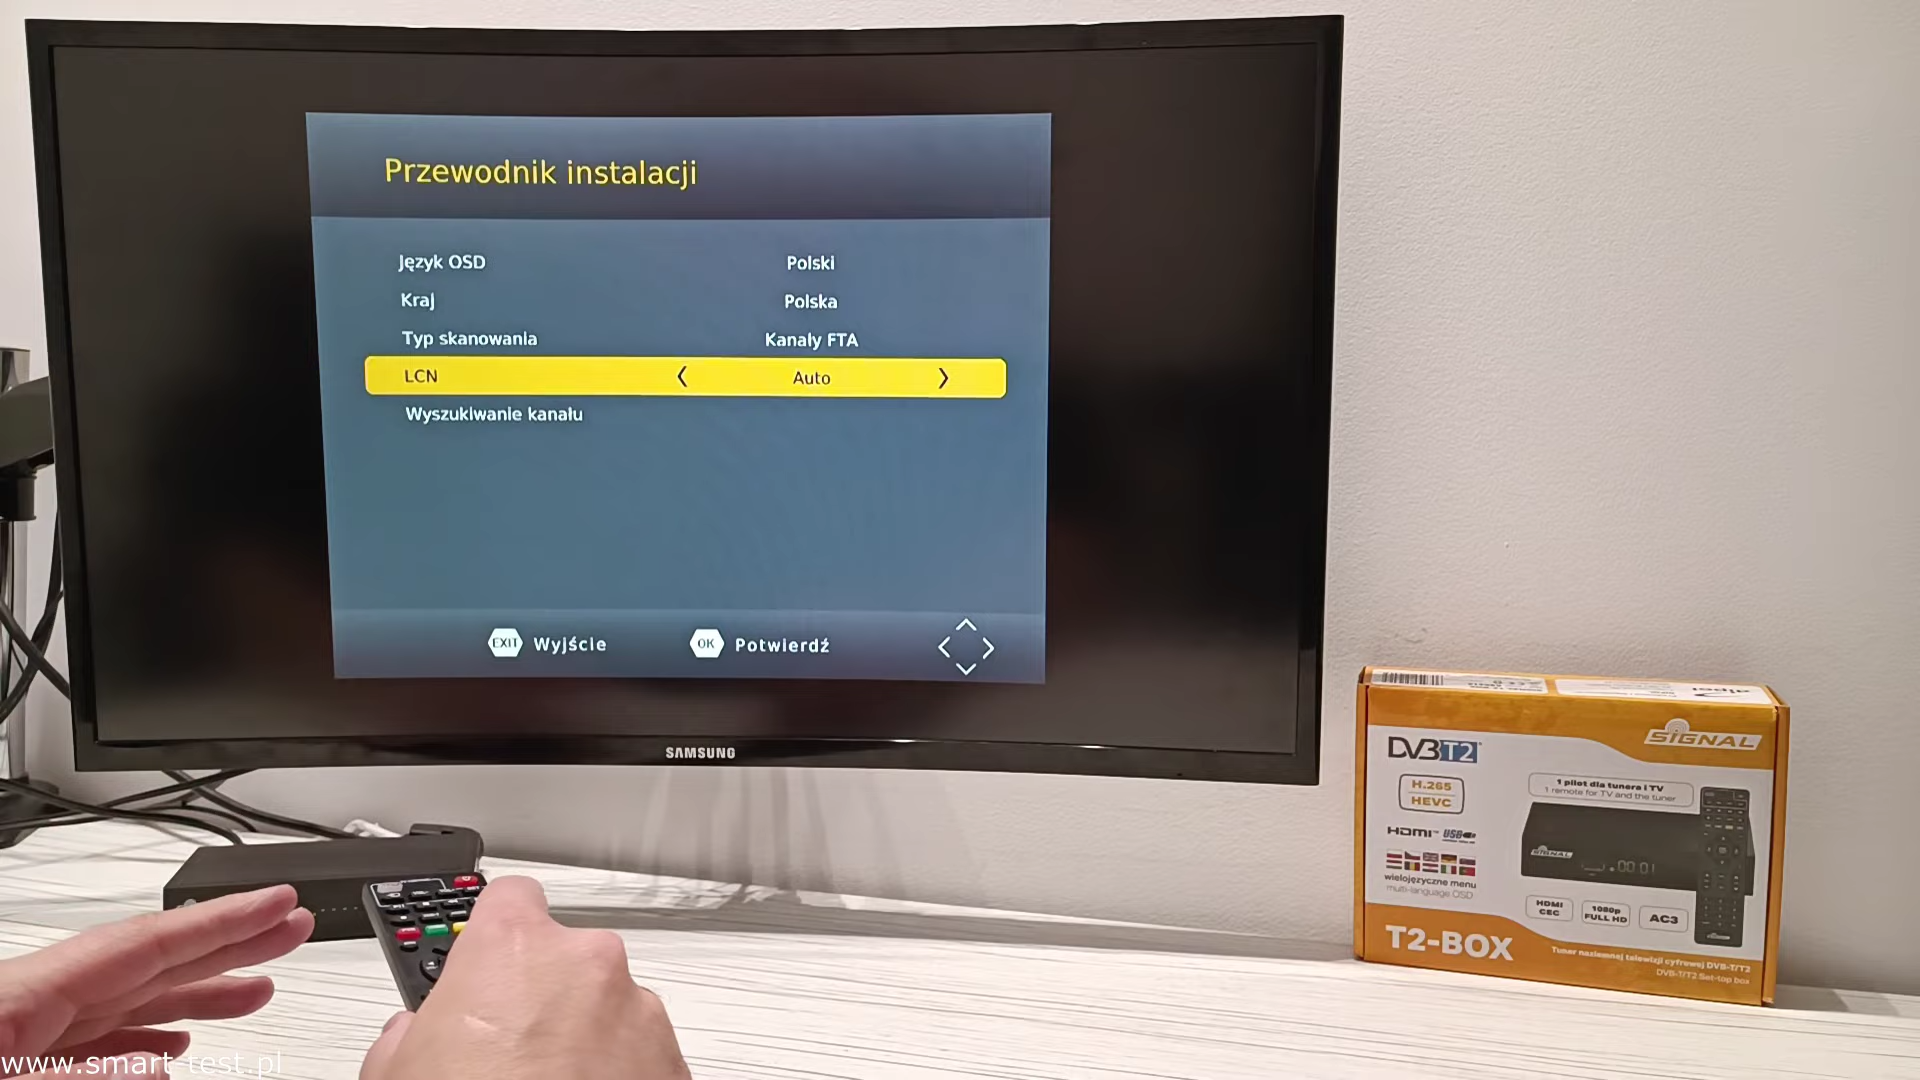 Przewodnik instalacji
Język OSD Polski
Kraj Polska
Typ skanowania Kanały FTA
LCN Auto
Wyszukiwanie kanału
EXIT Wyjście OK Potwierdź
SAMSUNG
SIGNAL
DVB T2
H.265
HEVC
1 pilot dla tunera i TV
1 remote for TV and the tuner
HDMI USB
SIGNAL
00 01
wielojęzyczne menu
multi-language OSD
HDMI
CEC
1080p
FULL HD
AC3
T2-BOX
Tuner naziemnej telewizji cyfrowej DVB-T/T2
DVB-T/T2 Set-top box
www.smart-test.pl